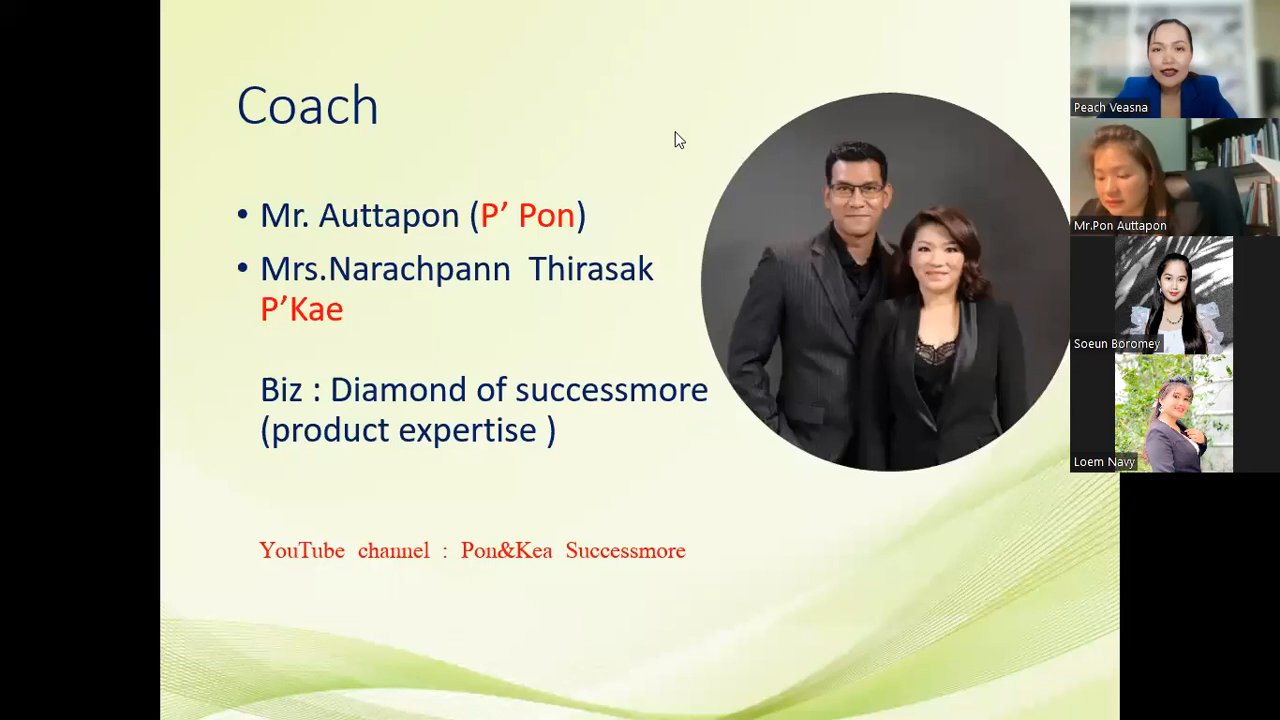 Coach
• Mr. Auttapon (P’ Pon)
• Mrs.Narachpann Thirasak
P’Kae
Biz : Diamond of successmore
(product expertise )
YouTube channel : Pon&Kea Successmore
Peach Veasna
Mr.Pon Auttapon
Soeun Boromey
Loem Navy